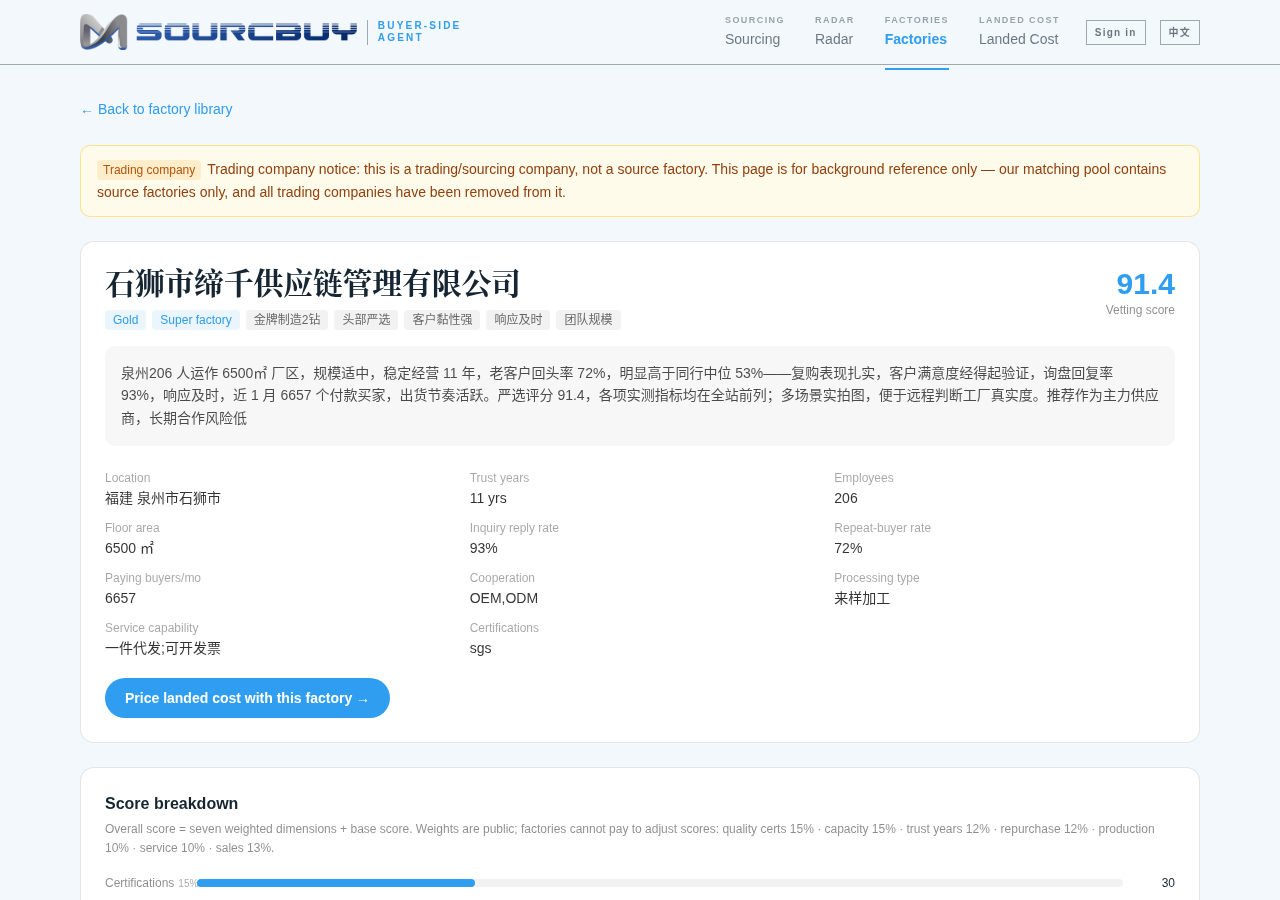 SOURCBUY
BUYER-SIDE
AGENT
SOURCING
Sourcing
RADAR
Radar
FACTORIES
Factories
LANDED COST
Landed Cost
Sign in
中文
← Back to factory library
Trading company Trading company notice: this is a trading/sourcing company, not a source factory. This page is for background reference only — our matching pool contains
source factories only, and all trading companies have been removed from it.
石狮市缔千供应链管理有限公司
91.4
Vetting score
Gold Super factory 金牌制造2钻 头部严选 客户黏性强 响应及时 团队规模
泉州206 人运作 6500㎡ 厂区，规模适中，稳定经营 11 年，老客户回头率 72%，明显高于同行中位 53%——复购表现扎实，客户满意度经得起验证，询盘回复率
93%，响应及时，近 1 月 6657 个付款买家，出货节奏活跃。严选评分 91.4，各项实测指标均在全站前列；多场景实拍图，便于远程判断工厂真实度。推荐作为主力供应
商，长期合作风险低
Location
福建 泉州市石狮市
Trust years
11 yrs
Employees
206
Floor area
6500 ㎡
Inquiry reply rate
93%
Repeat-buyer rate
72%
Paying buyers/mo
6657
Cooperation
OEM,ODM
Processing type
来样加工
Service capability
一件代发;可开发票
Certifications
sgs
Price landed cost with this factory →
Score breakdown
Overall score = seven weighted dimensions + base score. Weights are public; factories cannot pay to adjust scores: quality certs 15% · capacity 15% · trust years 12% · repurchase 12% · production
10% · service 10% · sales 13%.
Certifications 15% 30